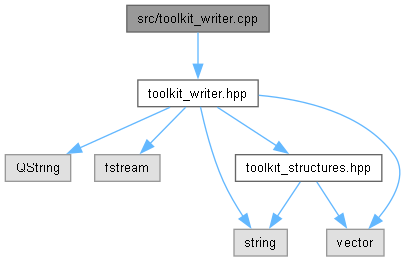 src/toolkit_writer.cpp
toolkit_writer.hpp
QString
fstream
toolkit_structures.hpp
string
vector